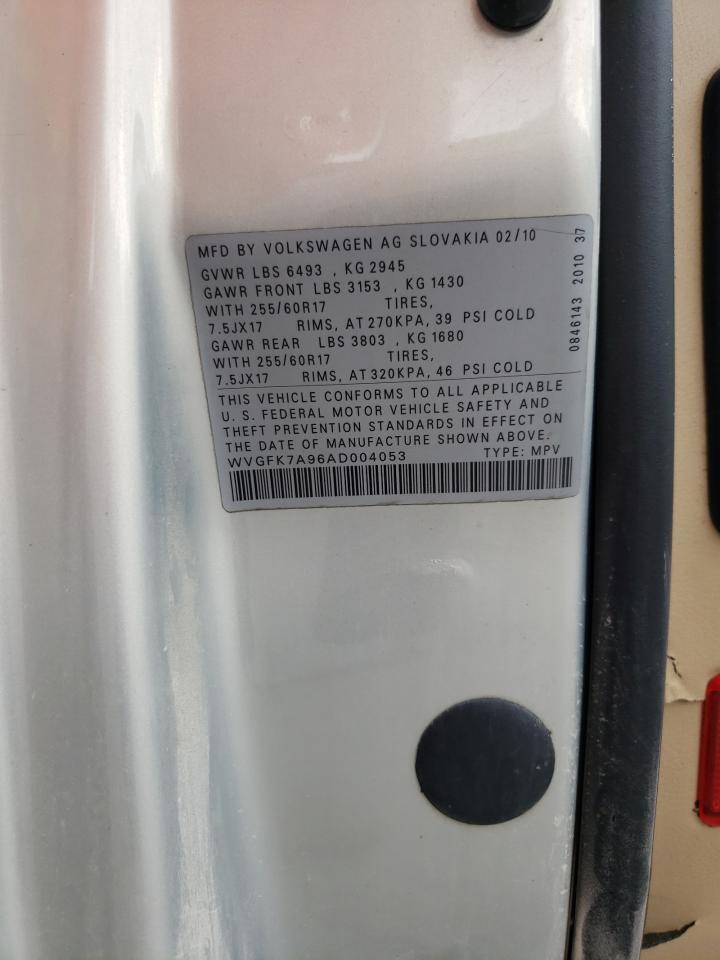 MFD BY VOLKSWAGEN AG SLOVAKIA 02/10
GVWR LBS 6493 , KG 2945
GAWR FRONT LBS 3153 , KG 1430
WITH 255/60R17 TIRES,
7.5JX17 RIMS, AT 270KPA, 39 PSI COLD
GAWR REAR LBS 3803 , KG 1680
WITH 255/60R17 TIRES,
7.5JX17 RIMS, AT 320KPA, 46 PSI COLD
THIS VEHICLE CONFORMS TO ALL APPLICABLE
U. S. FEDERAL MOTOR VEHICLE SAFETY AND
THEFT PREVENTION STANDARDS IN EFFECT ON
THE DATE OF MANUFACTURE SHOWN ABOVE.
WVGFK7A96AD004053 TYPE: MPV
0846143 2010 37